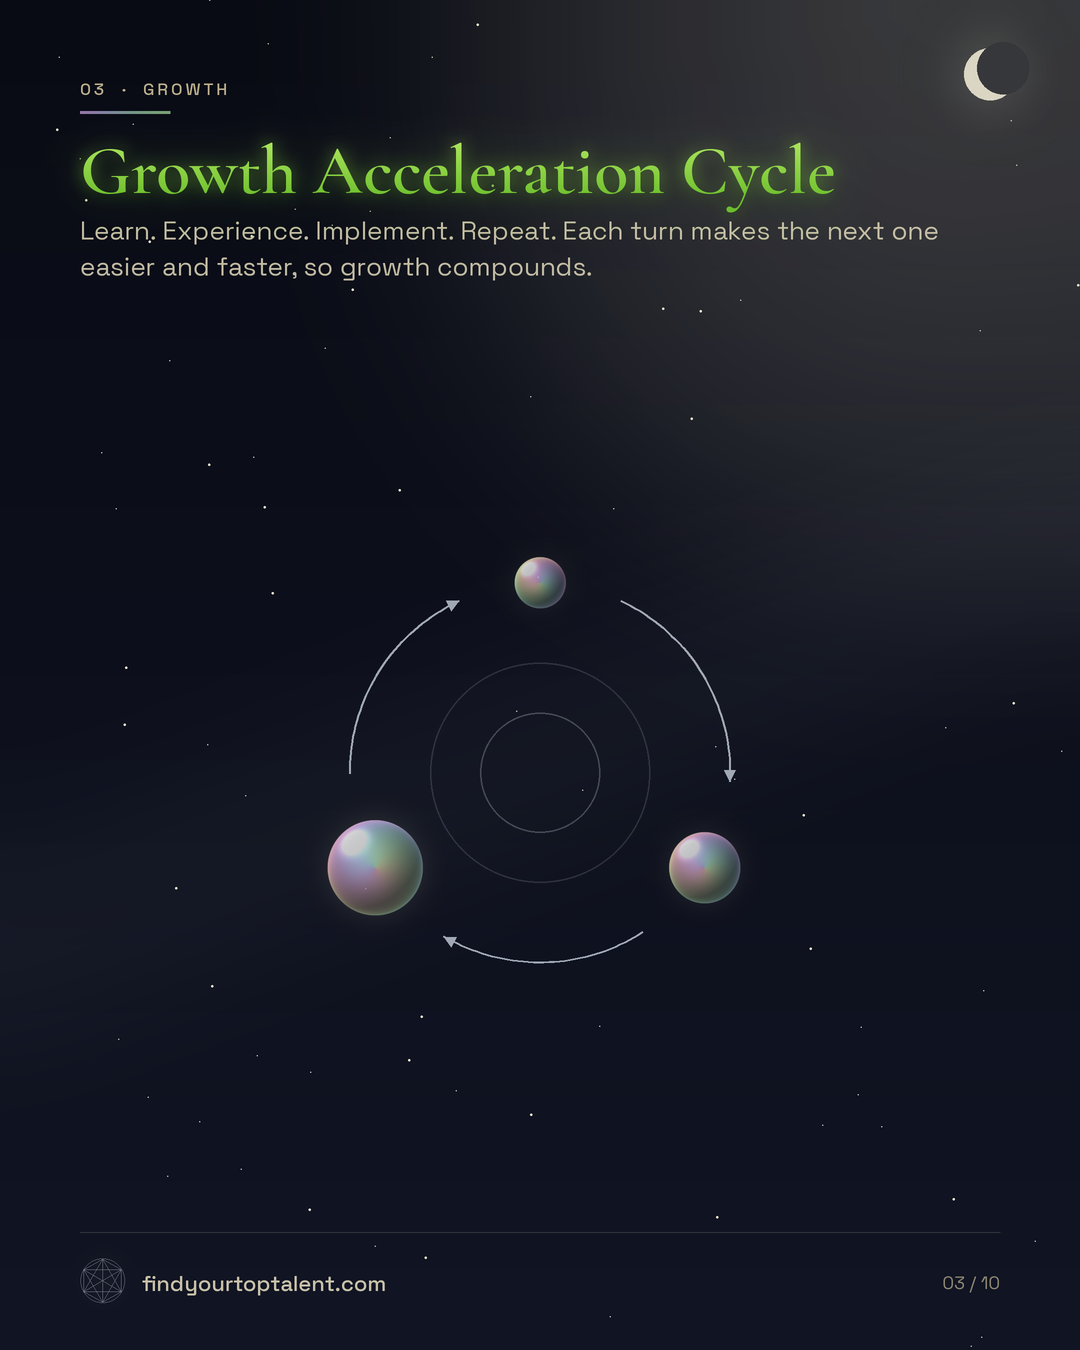 03 · GROWTH
Growth Acceleration Cycle
Learn. Experience. Implement. Repeat. Each turn makes the next one
easier and faster, so growth compounds.
findyourtoptalent.com
03 / 10